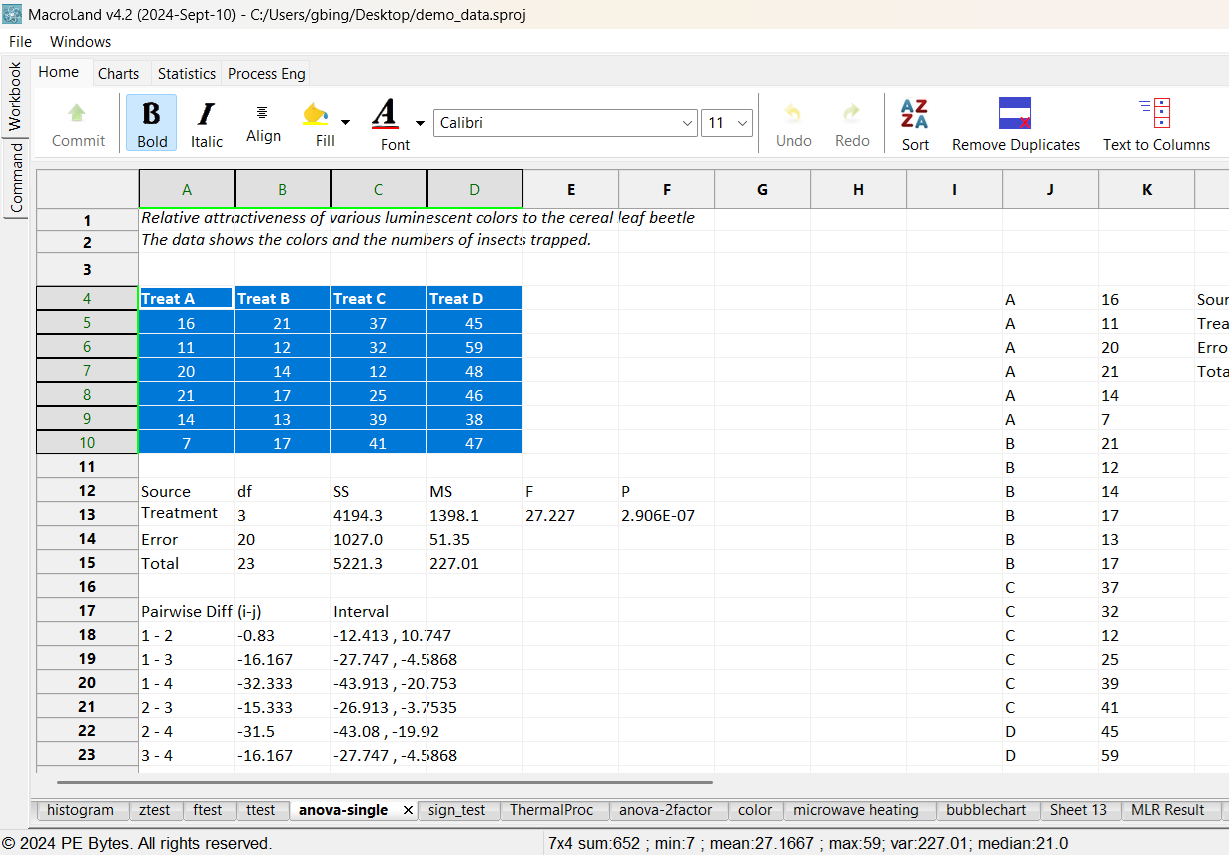 MacroLand v4.2 (2024-Sept-10) - C:/Users/gbing/Desktop/demo_data.sproj
File Windows
Workbook
Command
Home Charts Statistics Process Eng
Commit B Bold I Italic Align Fill A Font Calibri 11 Undo Redo AZ ZA Sort Remove Duplicates Text to Columns
A B C D E F G H I J K
1 Relative attractiveness of various luminescent colors to the cereal leaf beetle
2 The data shows the colors and the numbers of insects trapped.
3
4 Treat A Treat B Treat C Treat D A 16 Sour
5 16 21 37 45 A 11 Trea
6 11 12 32 59 A 20 Erro
7 20 14 12 48 A 21 Tota
8 21 17 25 46 A 14
9 14 13 39 38 A 7
10 7 17 41 47 B 21
11 B 12
12 Source df SS MS F P B 14
13 Treatment 3 4194.3 1398.1 27.227 2.906E-07 B 17
14 Error 20 1027.0 51.35 B 13
15 Total 23 5221.3 227.01 B 17
16 C 37
17 Pairwise Diff (i-j) Interval C 32
18 1 - 2 -0.83 -12.413 , 10.747 C 12
19 1 - 3 -16.167 -27.747 , -4.5868 C 25
20 1 - 4 -32.333 -43.913 , -20.753 C 39
21 2 - 3 -15.333 -26.913 , -3.7535 C 41
22 2 - 4 -31.5 -43.08 , -19.92 D 45
23 3 - 4 -16.167 -27.747 , -4.5868 D 59
histogram ztest ftest ttest anova-single × sign_test ThermalProc anova-2factor color microwave heating bubblechart Sheet 13 MLR Result
© 2024 PE Bytes. All rights reserved. 7x4 sum:652 ; min:7 ; mean:27.1667 ; max:59; var:227.01; median:21.0